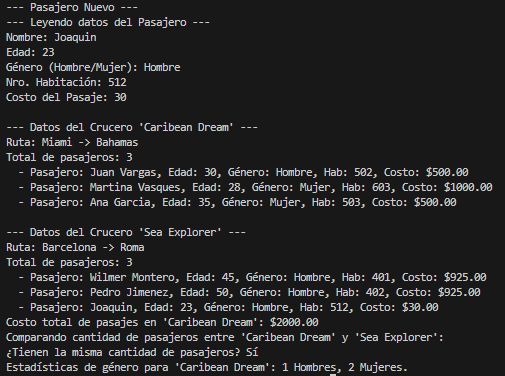 --- Pasajero Nuevo ---
--- Leyendo datos del Pasajero ---
Nombre: Joaquin
Edad: 23
Género (Hombre/Mujer): Hombre
Nro. Habitación: 512
Costo del Pasaje: 30

--- Datos del Crucero 'Caribean Dream' ---
Ruta: Miami -> Bahamas
Total de pasajeros: 3
  - Pasajero: Juan Vargas, Edad: 30, Género: Hombre, Hab: 502, Costo: $500.00
  - Pasajero: Martina Vasques, Edad: 28, Género: Mujer, Hab: 603, Costo: $1000.00
  - Pasajero: Ana Garcia, Edad: 35, Género: Mujer, Hab: 503, Costo: $500.00

--- Datos del Crucero 'Sea Explorer' ---
Ruta: Barcelona -> Roma
Total de pasajeros: 3
  - Pasajero: Wilmer Montero, Edad: 45, Género: Hombre, Hab: 401, Costo: $925.00
  - Pasajero: Pedro Jimenez, Edad: 50, Género: Hombre, Hab: 402, Costo: $925.00
  - Pasajero: Joaquin, Edad: 23, Género: Hombre, Hab: 512, Costo: $30.00
Costo total de pasajes en 'Caribean Dream': $2000.00
Comparando cantidad de pasajeros entre 'Caribean Dream' y 'Sea Explorer':
¿Tienen la misma cantidad de pasajeros? Sí
Estadísticas de género para 'Caribean Dream': 1 Hombres, 2 Mujeres.